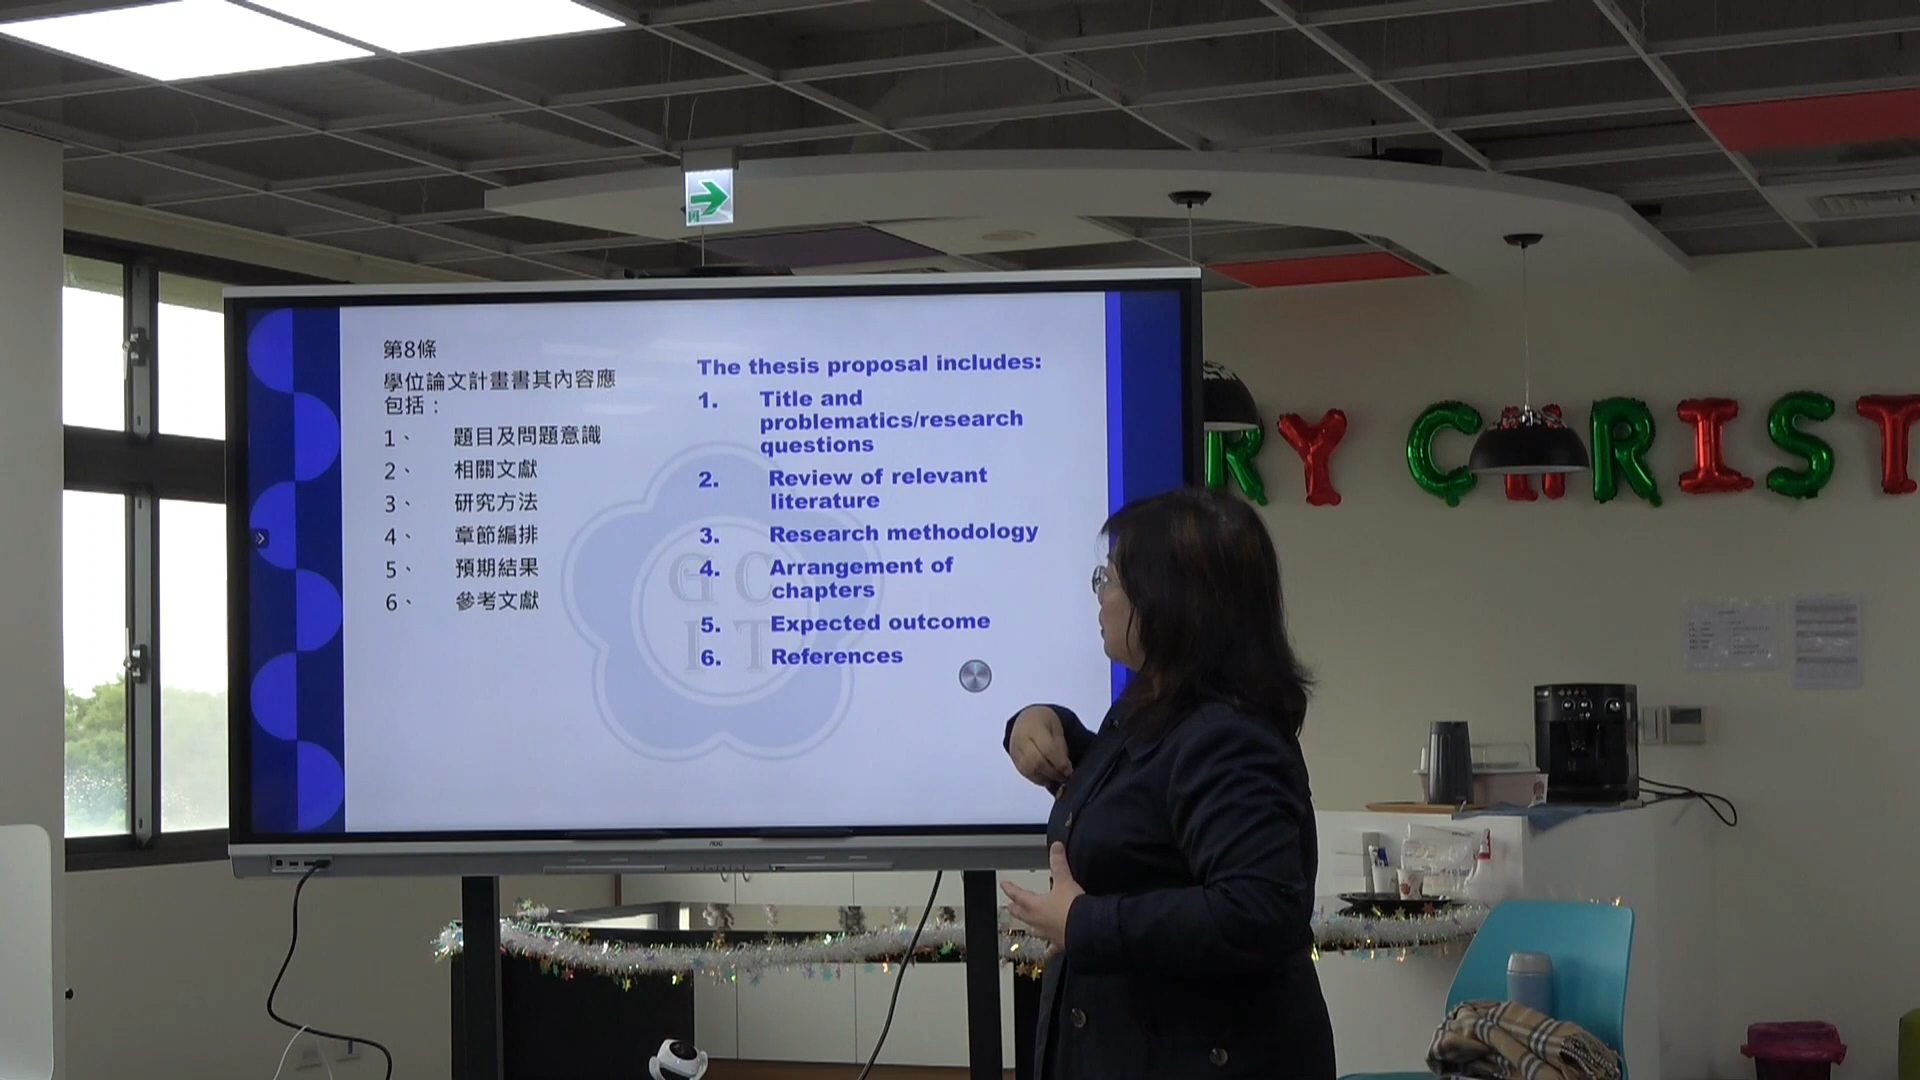 第8條
學位論文計畫書其內容應
包括：
1、 題目及問題意識
2、 相關文獻
3、 研究方法
4、 章節編排
5、 預期結果
6、 參考文獻
The thesis proposal includes:
1. Title and
problematics/research
questions
2. Review of relevant
literature
3. Research methodology
4. Arrangement of
chapters
5. Expected outcome
6. References
G C
I T
AOC
RY CHRIST